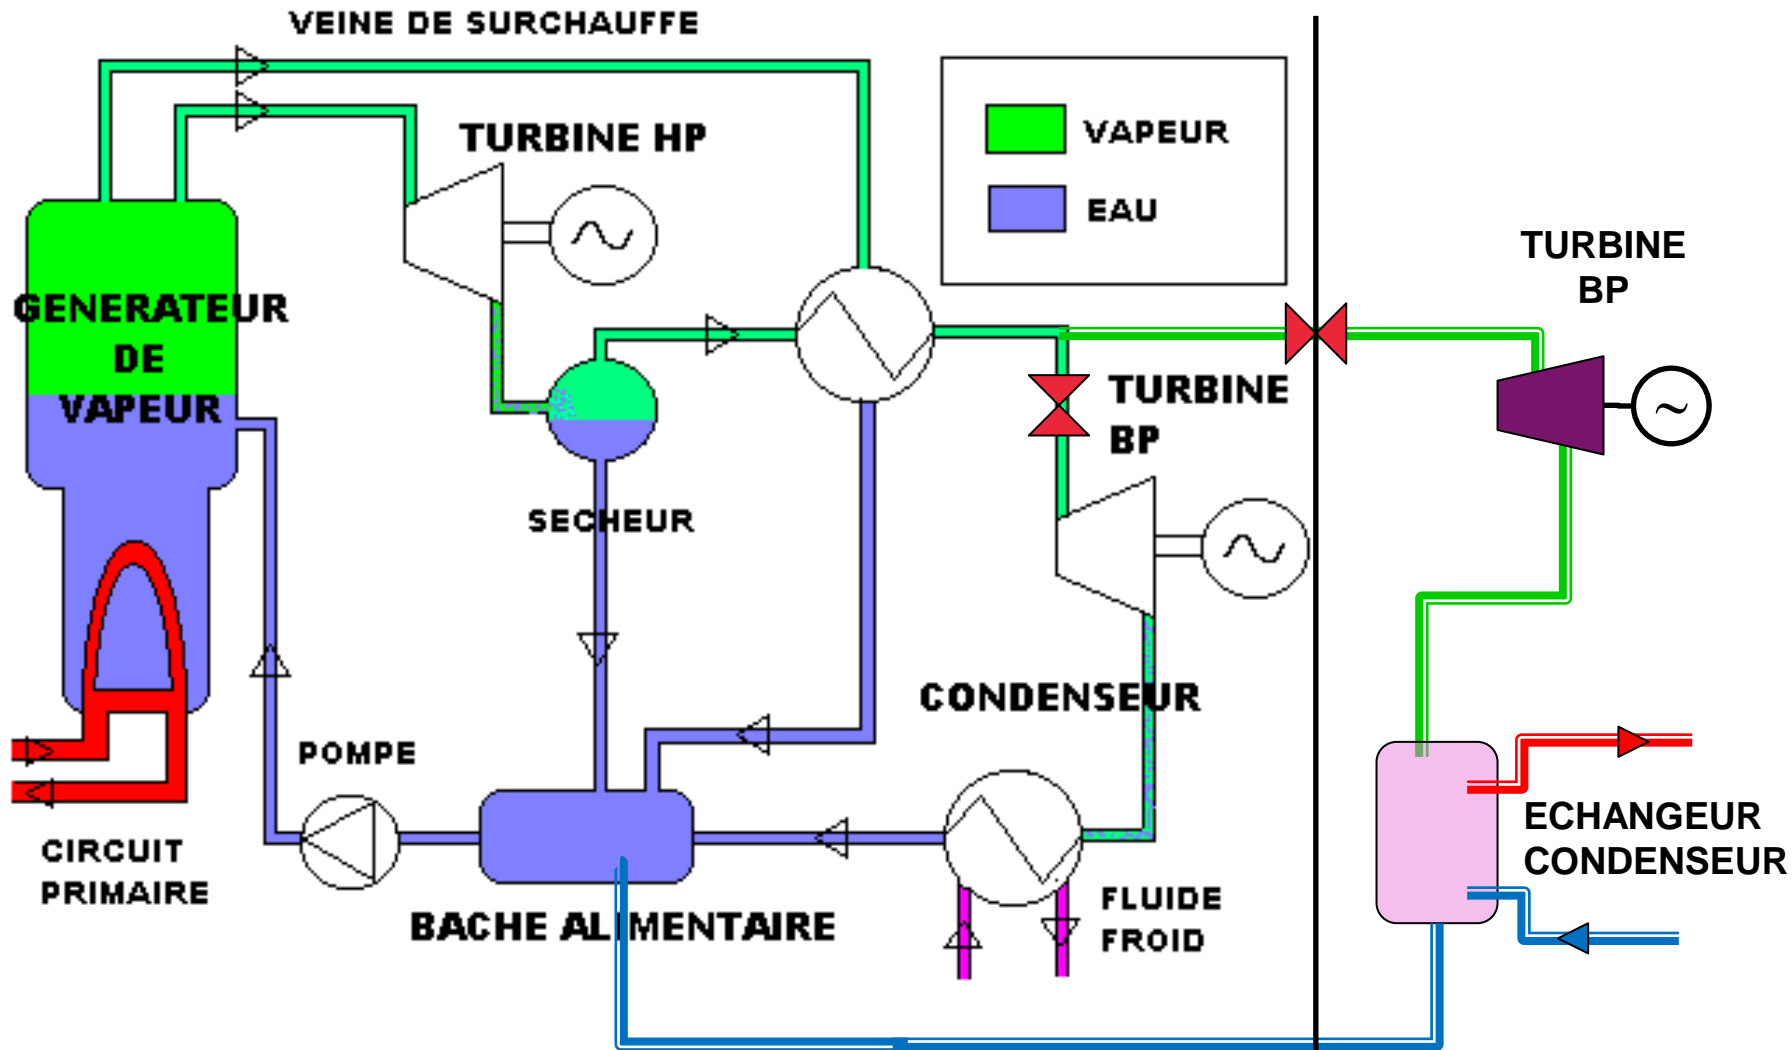 VEINE DE SURCHAUFFE
TURBINE HP
VAPEUR
EAU
TURBINE
BP
GENERATEUR
DE
VAPEUR
TURBINE
BP
SECHEUR
CONDENSEUR
POMPE
CIRCUIT
PRIMAIRE
ECHANGEUR
CONDENSEUR
FLUIDE
FROID
BACHE ALIMENTAIRE